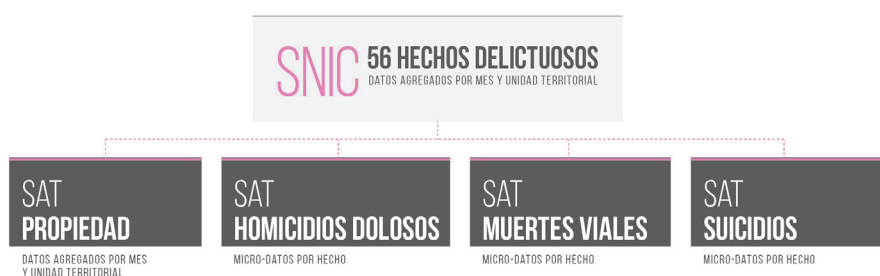 SNIC
56 HECHOS DELICTUOSOS
DATOS AGREGADOS POR MES Y UNIDAD TERRITORIAL
SAT
PROPIEDAD
DATOS AGREGADOS POR MES
Y UNIDAD TERRITORIAL
SAT
HOMICIDIOS DOLOSOS
MICRO-DATOS POR HECHO
SAT
MUERTES VIALES
MICRO-DATOS POR HECHO
SAT
SUICIDIOS
MICRO-DATOS POR HECHO